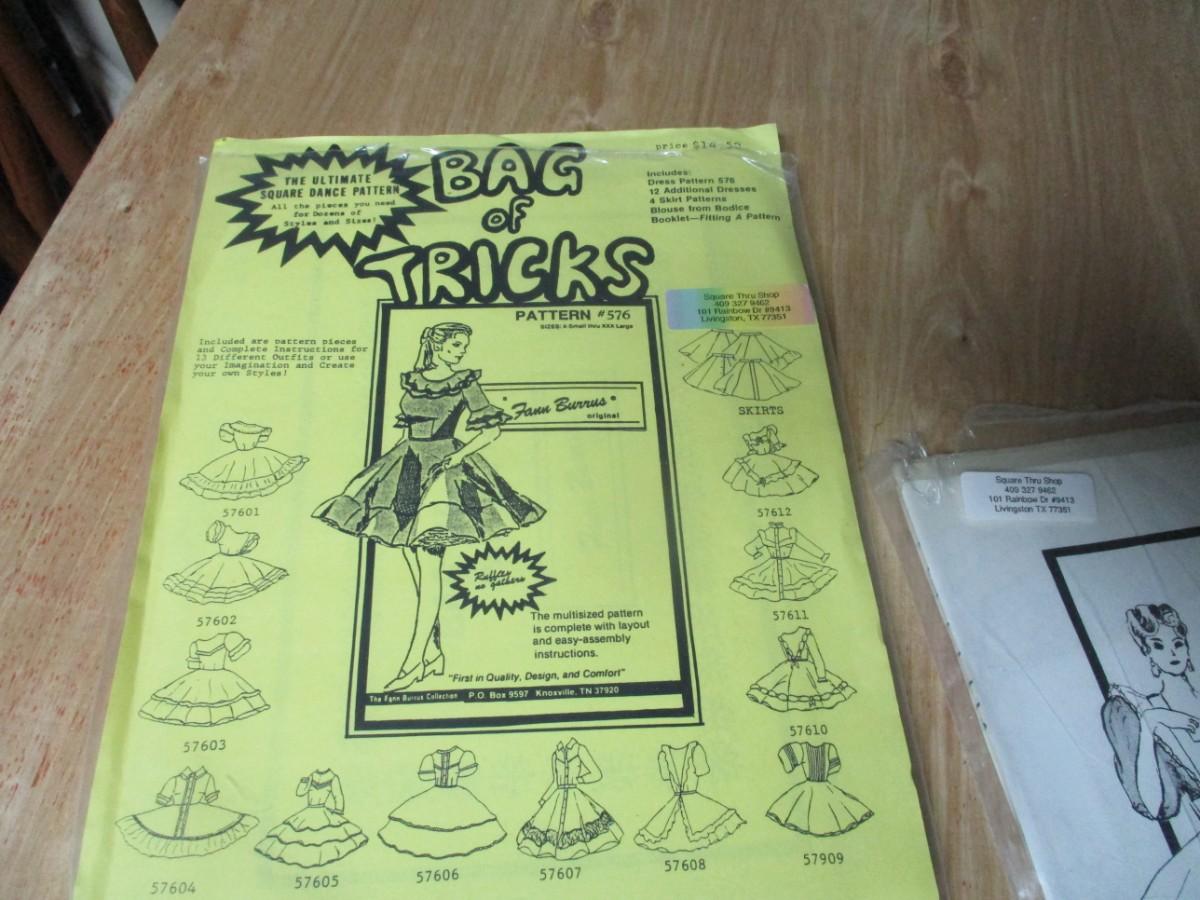 price $14.50
BAG
of
TRICKS
THE ULTIMATE
SQUARE DANCE PATTERN
All the pieces you need
for Dozens of
Styles and Sizes!
Includes:
Dress Pattern 576
12 Additional Dresses
4 Skirt Patterns
Blouse from Bodice
Booklet—Fitting A Pattern
Square Thru Shop
409 327 9462
101 Rainbow Dr #9413
Livingston, TX 77351
PATTERN #576
SIZES: X-Small thru XXX Large
Included are pattern pieces
and Complete Instructions for
13 Different Outfits or use
your Imagination and Create
your own Styles!
Fann Burrus
original
SKIRTS
57601
57612
57602
57611
57603
57610
Ruffles
no gathers
The multisized pattern
is complete with layout
and easy-assembly
instructions.
"First in Quality, Design, and Comfort"
The Fann Burrus Collection P.O. Box 9597 Knoxville, TN 37920
57604
57605
57606
57607
57608
57909
Square Thru Shop
409 327 9462
101 Rainbow Dr #9413
Livingston TX 77351